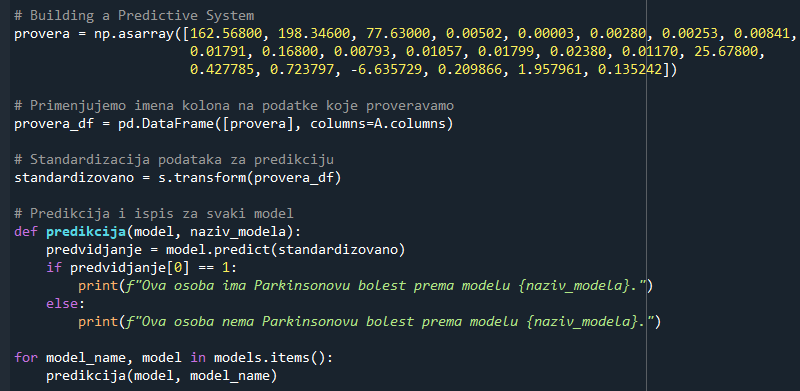 # Building a Predictive System
provera = np.asarray([162.56800, 198.34600, 77.63000, 0.00502, 0.00003, 0.00280, 0.00253, 0.00841,
0.01791, 0.16800, 0.00793, 0.01057, 0.01799, 0.02380, 0.01170, 25.67800,
0.427785, 0.723797, -6.635729, 0.209866, 1.957961, 0.135242])
# Primenjujemo imena kolona na podatke koje proveravamo
provera_df = pd.DataFrame([provera], columns=A.columns)
# Standardizacija podataka za predikciju
standardizovano = s.transform(provera_df)
# Predikcija i ispis za svaki model
def predikcija(model, naziv_modela):
predvidjanje = model.predict(standardizovano)
if predvidjanje[0] == 1:
print(f"Ova osoba ima Parkinsonovu bolest prema modelu {naziv_modela}.")
else:
print(f"Ova osoba nema Parkinsonovu bolest prema modelu {naziv_modela}.")
for model_name, model in models.items():
predikcija(model, model_name)